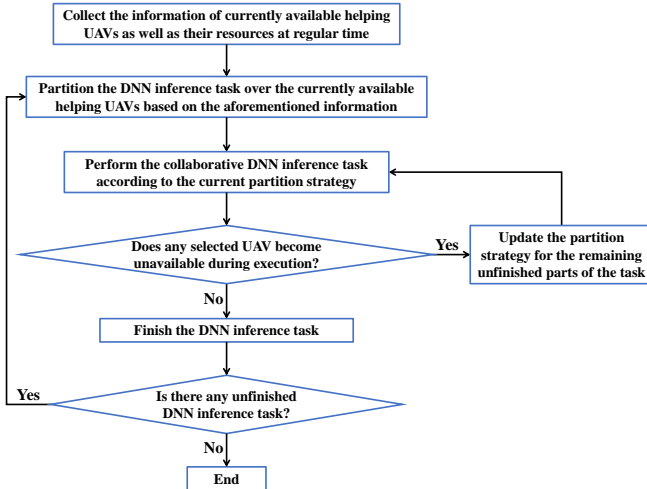 Collect the information of currently available helping
UAVs as well as their resources at regular time
Partition the DNN inference task over the currently available
helping UAVs based on the aforementioned information
Perform the collaborative DNN inference task
according to the current partition strategy
Does any selected UAV become
unavailable during execution?
Yes
Update the partition
strategy for the remaining
unfinished parts of the task
No
Finish the DNN inference task
Yes
Is there any unfinished
DNN inference task?
No
End